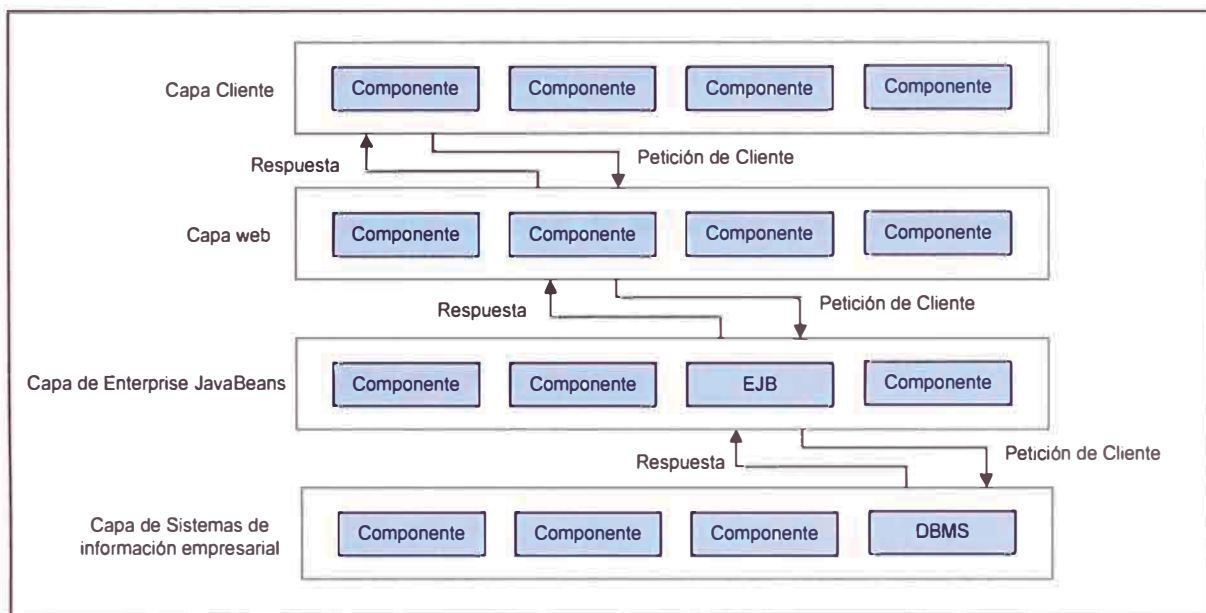 Capa Cliente
Componente
Componente
Componente
Componente
Respuesta
Petición de Cliente
Capa web
Componente
Componente
Componente
Componente
Respuesta
Petición de Cliente
Capa de Enterprise JavaBeans
Componente
Componente
EJB
Componente
Respuesta
Petición de Cliente
Capa de Sistemas de
información empresarial
Componente
Componente
Componente
DBMS